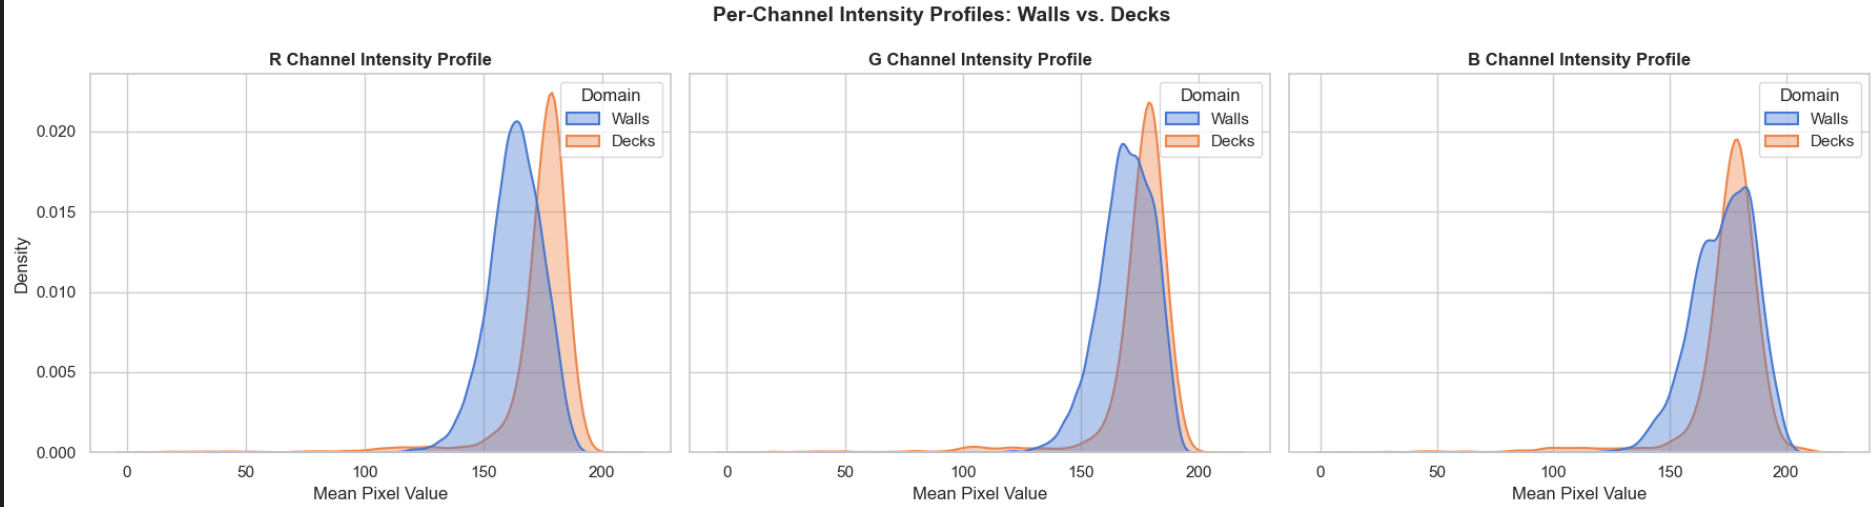 Per-Channel Intensity Profiles: Walls vs. Decks
R Channel Intensity Profile
Domain
Walls
Decks
Density
0.020
0.015
0.010
0.005
0.000
0 50 100 150 200
Mean Pixel Value
G Channel Intensity Profile
Domain
Walls
Decks
0 50 100 150 200
Mean Pixel Value
B Channel Intensity Profile
Domain
Walls
Decks
0 50 100 150 200
Mean Pixel Value